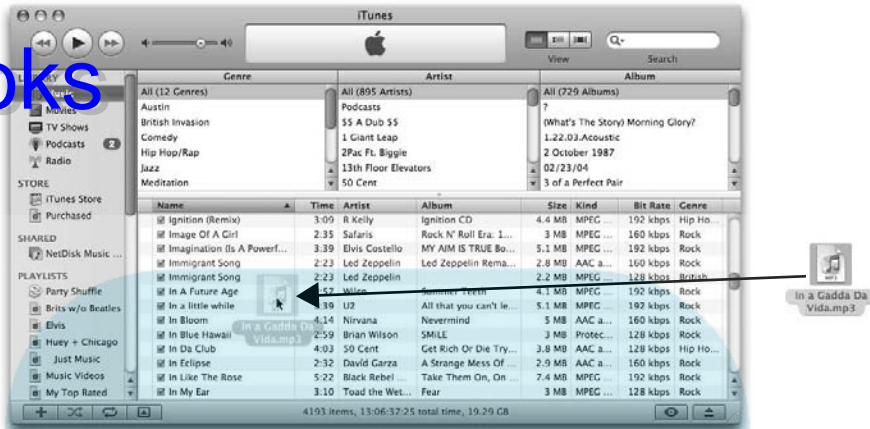 iTunes
View
Search
oks
LIBRARY
Music
Movies
TV Shows
Podcasts 2
Radio
STORE
iTunes Store
Purchased
SHARED
NetDisk Music ...
PLAYLISTS
Party Shuffle
Brits w/o Beatles
Elvis
Huey + Chicago
Just Music
Music Videos
My Top Rated
Genre
All (12 Genres)
Austin
British Invasion
Comedy
Hip Hop/Rap
Jazz
Meditation
Artist
All (895 Artists)
Podcasts
$$ A Dub $$
1 Giant Leap
2Pac Ft. Biggie
13th Floor Elevators
50 Cent
Album
All (729 Albums)
?
(What's The Story) Morning Glory?
1.22.03.Acoustic
2 October 1987
02/23/04
3 of a Perfect Pair
Name Time Artist Album Size Kind Bit Rate Genre
Ignition (Remix) 3:09 R Kelly Ignition CD 4.4 MB MPEG ... 192 kbps Hip Ho...
Image Of A Girl 2:35 Safaris Rock N' Roll Era: 1... 3 MB MPEG ... 160 kbps Rock
Imagination (Is A Powerf... 3:39 Elvis Costello MY AIM IS TRUE Bo... 5.1 MB MPEG ... 192 kbps Rock
Immigrant Song 2:23 Led Zeppelin Led Zeppelin Rema... 2.8 MB AAC a... 160 kbps Rock
Immigrant Song 2:23 Led Zeppelin 2.2 MB MPEG ... 128 kbps British
In A Future Age :57 Wilco Summer Teeth 4.1 MB MPEG ... 192 kbps Rock
In a little while :39 U2 All that you can't le... 5.1 MB MPEG ... 192 kbps Rock
In Bloom 4:14 Nirvana Nevermind 5 MB AAC a... 160 kbps Rock
In Blue Hawaii 2:59 Brian Wilson SMiLE 3 MB Protec... 128 kbps Rock
In Da Club 4:03 50 Cent Get Rich Or Die Try... 3.8 MB AAC a... 128 kbps Hip Ho...
In Eclipse 2:32 David Garza A Strange Mess Of ... 2.9 MB AAC a... 160 kbps Rock
In Like The Rose 5:22 Black Rebel ... Take Them On, On ... 7.4 MB MPEG ... 192 kbps Rock
In My Ear 3:10 Toad the Wet... Fear 3 MB MPEG ... 128 kbps Rock
In a Gadda Da
Vida.mp3
In a Gadda Da
Vida.mp3
4193 items, 13:06:37:25 total time, 19.29 GB